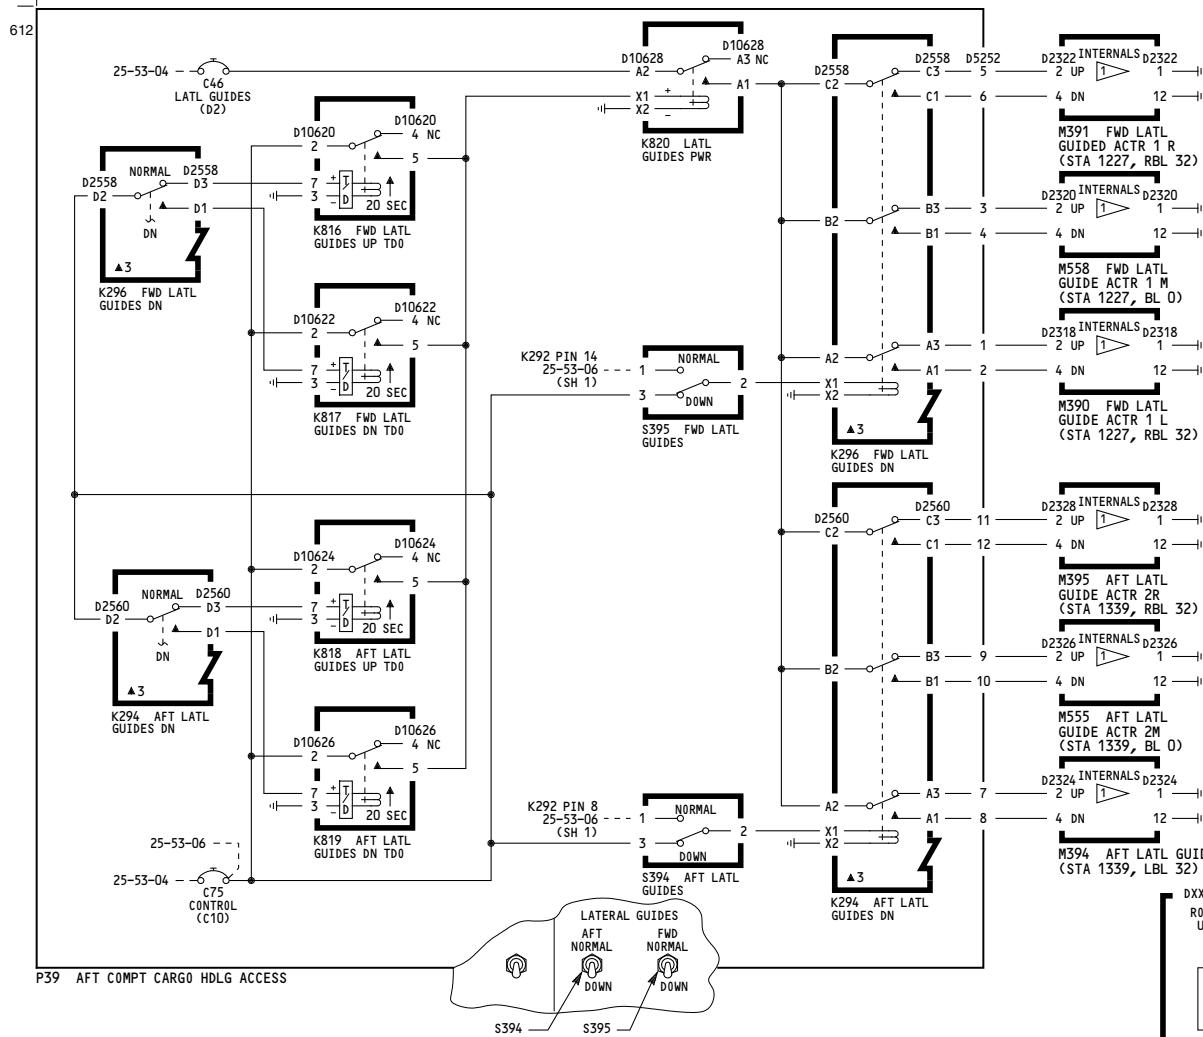 612
25-53-04
C46
LATL GUIDES
(D2)
D10620 D10620
4 NC
2
5
7 + T
3 - D
20 SEC
K816 FWD LATL
GUIDES UP TDO
D2558 D2558
NORMAL
D2 D3
D1
DN
3
K296 FWD LATL
GUIDES DN
D10622 D10622
4 NC
2
5
7 + T
3 - D
20 SEC
K817 FWD LATL
GUIDES DN TDO
D10624 D10624
4 NC
2
5
7 + T
3 - D
20 SEC
K818 AFT LATL
GUIDES UP TDO
D2560 D2560
NORMAL
D2 D3
D1
DN
3
K294 AFT LATL
GUIDES DN
D10626 D10626
4 NC
2
5
7 + T
3 - D
20 SEC
K819 AFT LATL
GUIDES DN TDO
25-53-06
25-53-04
C75
CONTROL
(C10)
D10628 D10628
A2 A3 NC
A1
X1 +
X2 -
K820 LATL
GUIDES PWR
K292 PIN 14
25-53-06
(SH 1)
1 NORMAL
2
3 DOWN
S395 FWD LATL
GUIDES
K292 PIN 8
25-53-06
(SH 1)
1 NORMAL
2
3 DOWN
S394 AFT LATL
GUIDES
D2558 D2558 D5252
C2 C3 5
C1 6
B2 B3 3
B1 4
A2 A3 1
A1 2
X1
X2
3
K296 FWD LATL
GUIDES DN
D2560 D2560
C2 C3 11
C1 12
B2 B3 9
B1 10
A2 A3 7
A1 8
X1
X2
3
K294 AFT LATL
GUIDES DN
D2322 INTERNALS D2322
2 UP 1 1
4 DN 12
M391 FWD LATL
GUIDED ACTR 1 R
(STA 1227, RBL 32)
D2320 INTERNALS D2320
2 UP 1 1
4 DN 12
M558 FWD LATL
GUIDE ACTR 1 M
(STA 1227, BL 0)
D2318 INTERNALS D2318
2 UP 1 1
4 DN 12
M390 FWD LATL
GUIDE ACTR 1 L
(STA 1227, RBL 32)
D2328 INTERNALS D2328
2 UP 1 1
4 DN 12
M395 AFT LATL
GUIDE ACTR 2R
(STA 1339, RBL 32)
D2326 INTERNALS D2326
2 UP 1 1
4 DN 12
M555 AFT LATL
GUIDE ACTR 2M
(STA 1339, BL 0)
D2324 INTERNALS D2324
2 UP 1 1
4 DN 12
M394 AFT LATL GUID
(STA 1339, LBL 32)
DXX
RO
U
P39 AFT COMPT CARGO HDLG ACCESS
LATERAL GUIDES
AFT FWD
NORMAL NORMAL
DOWN DOWN
S394 S395